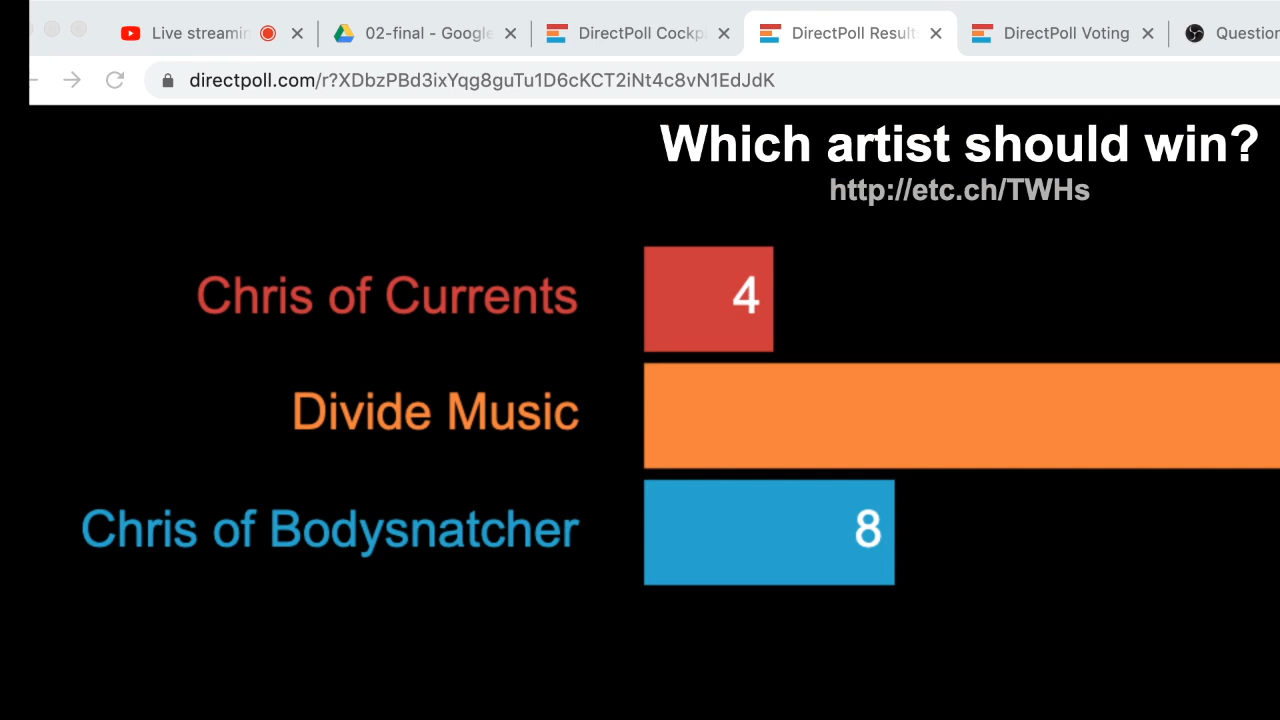 Live streamin
02-final - Google
DirectPoll Cockp
DirectPoll Result
DirectPoll Voting
Question
directpoll.com/r?XDbzPBd3ixYqg8guTu1D6cKCT2iNt4c8vN1EdJdK
Which artist should win?
http://etc.ch/TWHs
Chris of Currents 4
Divide Music
Chris of Bodysnatcher 8